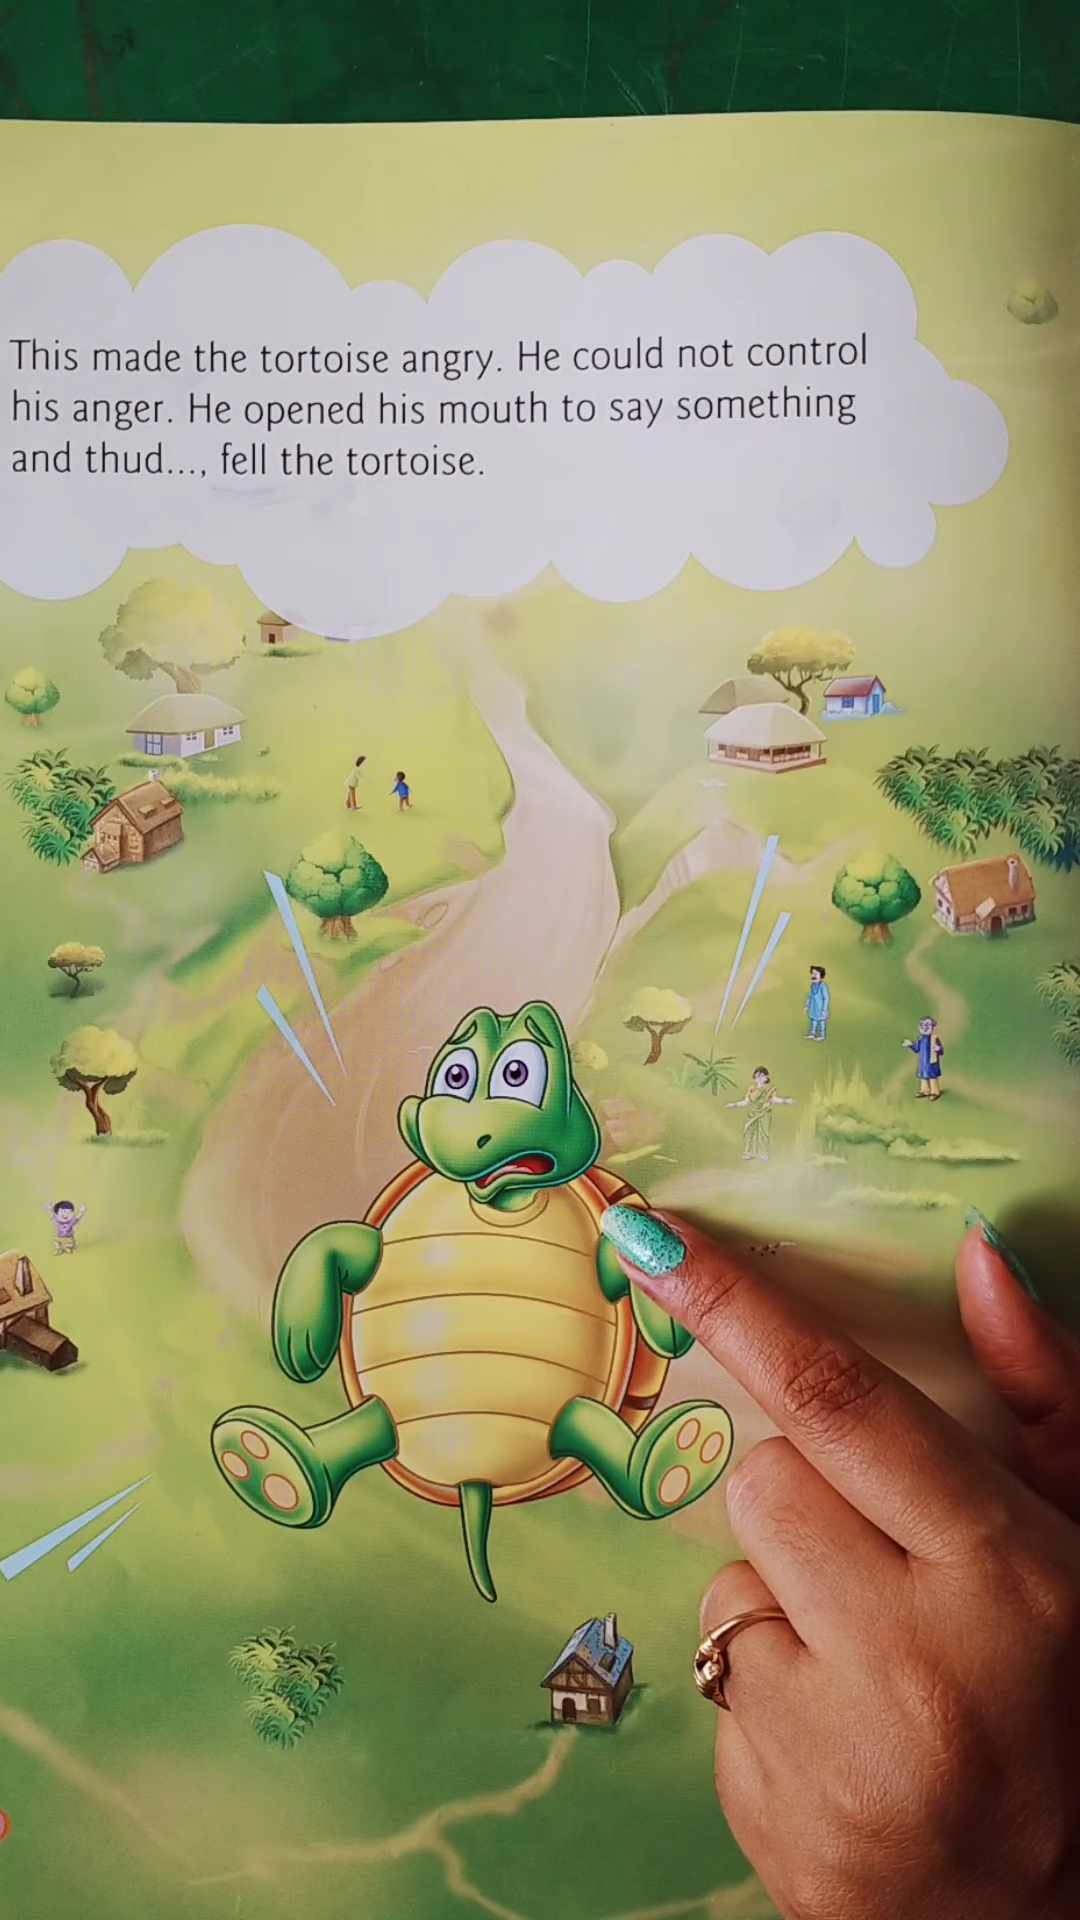 This made the tortoise angry. He could not control
his anger. He opened his mouth to say something
and thud..., fell the tortoise.